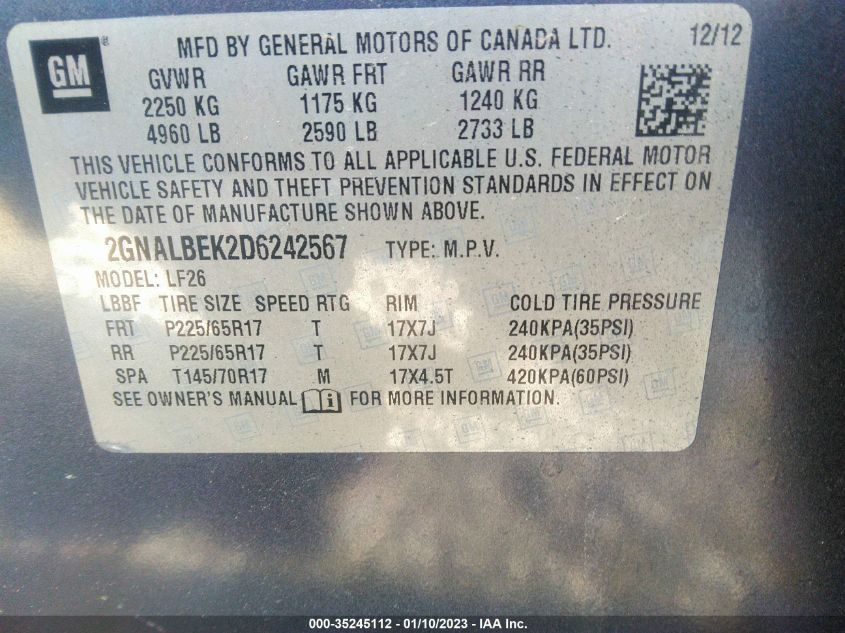 GM ® MFD BY GENERAL MOTORS OF CANADA LTD. 12/12
GVWR GAWR FRT GAWR RR
2250 KG 1175 KG 1240 KG
4960 LB 2590 LB 2733 LB
THIS VEHICLE CONFORMS TO ALL APPLICABLE U.S. FEDERAL MOTOR
VEHICLE SAFETY AND THEFT PREVENTION STANDARDS IN EFFECT ON
THE DATE OF MANUFACTURE SHOWN ABOVE.
2GNALBEK2D6242567 TYPE: M.P.V.
MODEL: LF26
LBBF TIRE SIZE SPEED RTG RIM COLD TIRE PRESSURE
FRT P225/65R17 T 17X7J 240KPA(35PSI)
RR P225/65R17 T 17X7J 240KPA(35PSI)
SPA T145/70R17 M 17X4.5T 420KPA(60PSI)
SEE OWNER'S MANUAL i FOR MORE INFORMATION.
000-35245112 - 01/10/2023 - IAA Inc.